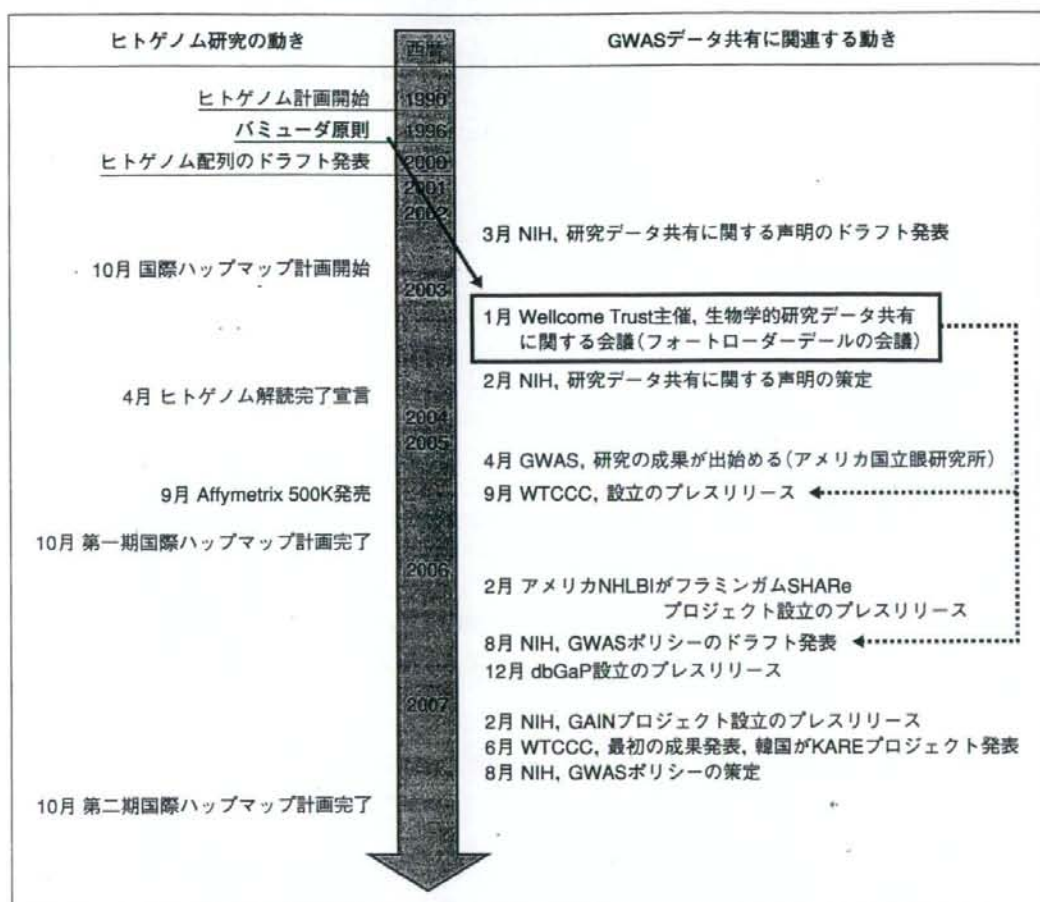 ヒトゲノム研究の動き
西暦
GWASデータ共有に関連する動き
ヒトゲノム計画開始
1990
バミューダ原則
1996
ヒトゲノム配列のドラフト発表
2000
2001
2002
3月 NIH, 研究データ共有に関する声明のドラフト発表
10月 国際ハップマップ計画開始
2003
1月 Wellcome Trust主催, 生物学的研究データ共有
に関する会議(フォートローダーデールの会議)
2月 NIH, 研究データ共有に関する声明の策定
4月 ヒトゲノム解読完了宣言
2004
2005
4月 GWAS, 研究の成果が出始める(アメリカ国立眼研究所)
9月 Affymetrix 500K発売
9月 WTCCC, 設立のプレスリリース
10月 第一期国際ハップマップ計画完了
2006
2月 アメリカNHLBIがフラミンガムSHARe
プロジェクト設立のプレスリリース
8月 NIH, GWASポリシーのドラフト発表
12月 dbGaP設立のプレスリリース
2007
2月 NIH, GAINプロジェクト設立のプレスリリース
6月 WTCCC, 最初の成果発表, 韓国がKAREプロジェクト発表
8月 NIH, GWASポリシーの策定
10月 第二期国際ハップマップ計画完了